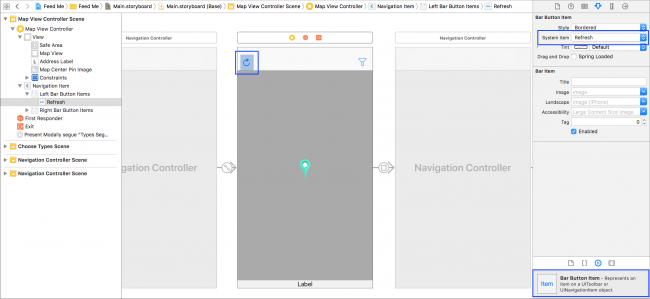 Feed Me
Feed Me
Main.storyboard
Main.storyboard (Base)
Map View Controller Scene
Map View Controller
Navigation Item
Left Bar Button Items
Refresh
Map View Controller Scene
Map View Controller
View
Safe Area
Map View
Address Label
Map Center Pin Image
Constraints
Navigation Item
Left Bar Button Items
Refresh
Right Bar Button Items
First Responder
Exit
Present Modally segue "Types Seg...
Choose Types Scene
Navigation Controller Scene
Navigation Controller Scene
Navigation Controller
vigation Controller
Label
Navigation Controller
Navigation Controller
Bar Button Item
Style Bordered
System Item Refresh
Tint Default
Drag and Drop Spring Loaded
Bar Item
Title
Image Image
Landscape Image (iPhone)
Accessibility Large Content Size Image
Tag 0
Enabled
Item
Bar Button Item - Represents an
item on a UIToolbar or
UINavigationItem object.